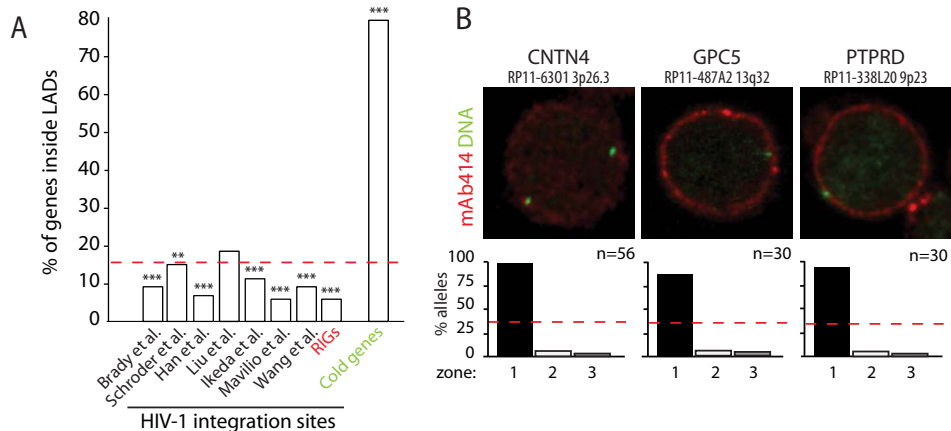 A
% of genes inside LADs
80
70
60
50
40
30
20
10
0
***
**
***
***
***
***
***
***
Brady et al.
Schroder et al.
Han et al.
Liu et al.
Ikeda et al.
Mavilio et al.
Wang et al.
RIGs
Cold genes
HIV-1 integration sites
B
CNTN4
RP11-63O1 3p26.3
GPC5
RP11-487A2 13q32
PTPRD
RP11-338L20 9p23
mAb414 DNA
% alleles
100
75
50
25
0
n=56
n=30
n=30
zone: 1 2 3 1 2 3 1 2 3